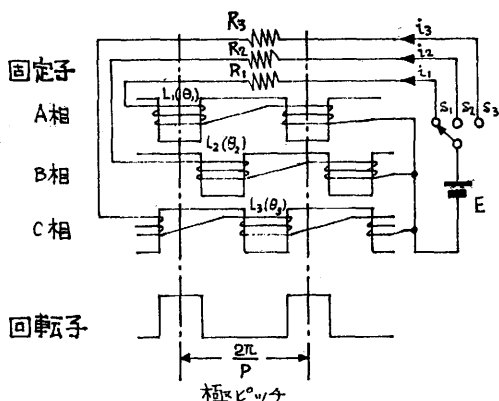 R₃
i₃
R₂
i₂
固定子
R₁
i₁
A相
L₁(θ₁)
S₁ S₂ S₃
L₂(θ₂)
B相
E
L₃(θ₃)
C相
回転子
2π
P
極ピッチ